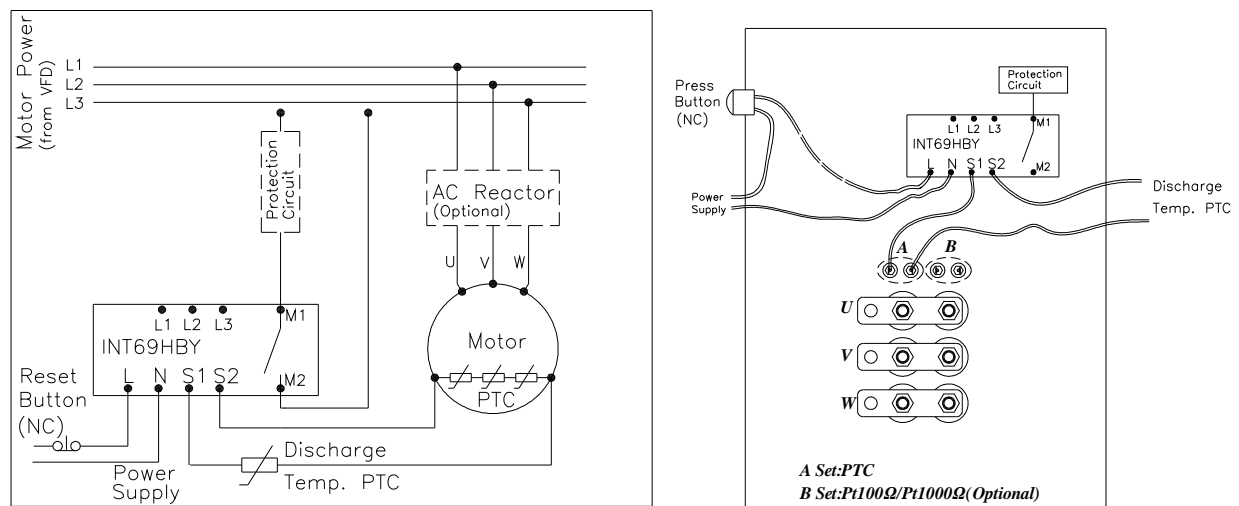 Motor Power
(from VFD)
L1
L2
L3
Protection
Circuit
AC Reactor
(Optional)
U
V
W
M1
L1 L2 L3
INT69HBY
L N S1 S2
M2
Motor
PTC
Reset
Button
(NC)
Power
Supply
Discharge
Temp. PTC
Press
Button
(NC)
Protection
Circuit
M1
L1 L2 L3
INT69HBY
L N S1 S2
M2
Power
Supply
Discharge
Temp. PTC
A
B
U
V
W
A Set:PTC
B Set:Pt100Ω/Pt1000Ω(Optional)